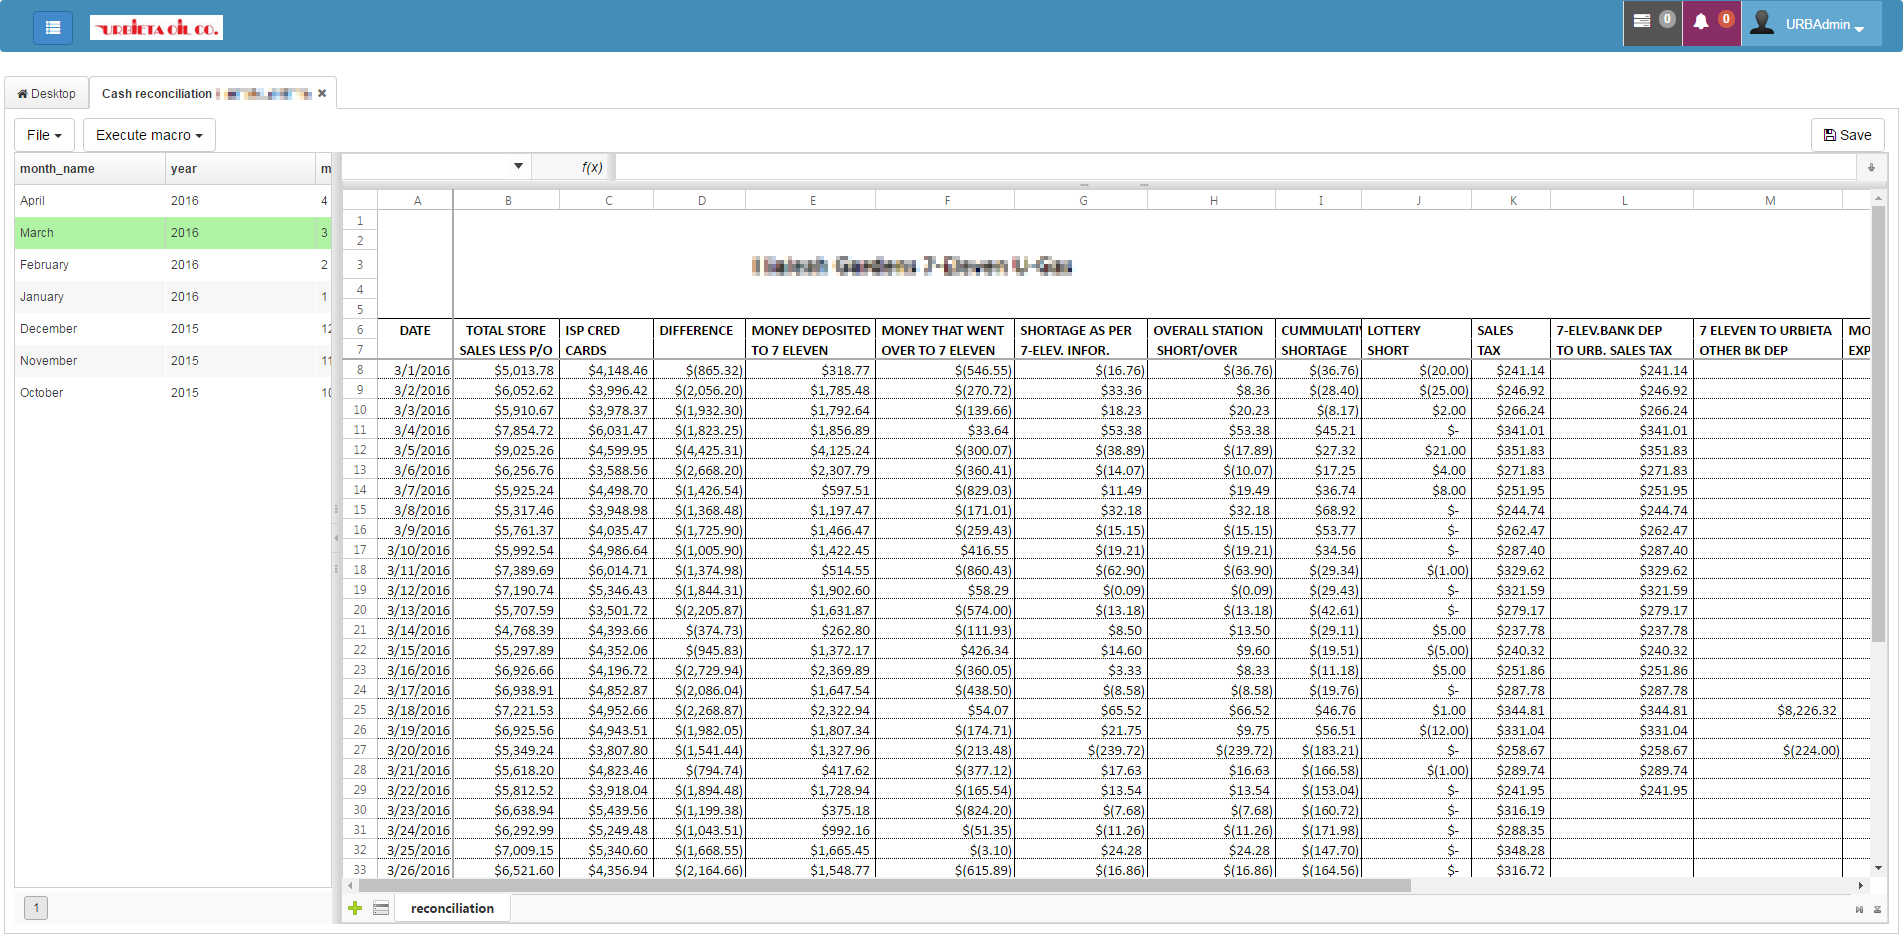 URBIETA OIL CO.
0 0 URBAdmin
Desktop Cash reconciliation
File Execute macro Save
month_name year m
April 2016 4
March 2016 3
February 2016 2
January 2016 1
December 2015 12
November 2015 11
October 2015 10
1
f(x)
A B C D E F G H I J K L M
1
2
3 Gardens 7-Eleven U-Gas
4
5
6 DATE TOTAL STORE ISP CRED DIFFERENCE MONEY DEPOSITED MONEY THAT WENT SHORTAGE AS PER OVERALL STATION CUMMULATI LOTTERY SALES 7-ELEV.BANK DEP 7 ELEVEN TO URBIETA MO
7 SALES LESS P/O CARDS TO 7 ELEVEN OVER TO 7 ELEVEN 7-ELEV. INFOR. SHORT/OVER SHORTAGE SHORT TAX TO URB. SALES TAX OTHER BK DEP EXP
8 3/1/2016 $5,013.78 $4,148.46 $(865.32) $318.77 $(546.55) $(16.76) $(36.76) $(36.76) $(20.00) $241.14 $241.14
9 3/2/2016 $6,052.62 $3,996.42 $(2,056.20) $1,785.48 $(270.72) $33.36 $8.36 $(28.40) $(25.00) $246.92 $246.92
10 3/3/2016 $5,910.67 $3,978.37 $(1,932.30) $1,792.64 $(139.66) $18.23 $20.23 $(8.17) $2.00 $266.24 $266.24
11 3/4/2016 $7,854.72 $6,031.47 $(1,823.25) $1,856.89 $33.64 $53.38 $53.38 $45.21 $- $341.01 $341.01
12 3/5/2016 $9,025.26 $4,599.95 $(4,425.31) $4,125.24 $(300.07) $(38.89) $(17.89) $27.32 $21.00 $351.83 $351.83
13 3/6/2016 $6,256.76 $3,588.56 $(2,668.20) $2,307.79 $(360.41) $(14.07) $(10.07) $17.25 $4.00 $271.83 $271.83
14 3/7/2016 $5,925.24 $4,498.70 $(1,426.54) $597.51 $(829.03) $11.49 $19.49 $36.74 $8.00 $251.95 $251.95
15 3/8/2016 $5,317.46 $3,948.98 $(1,368.48) $1,197.47 $(171.01) $32.18 $32.18 $68.92 $- $244.74 $244.74
16 3/9/2016 $5,761.37 $4,035.47 $(1,725.90) $1,466.47 $(259.43) $(15.15) $(15.15) $53.77 $- $262.47 $262.47
17 3/10/2016 $5,992.54 $4,986.64 $(1,005.90) $1,422.45 $416.55 $(19.21) $(19.21) $34.56 $- $287.40 $287.40
18 3/11/2016 $7,389.69 $6,014.71 $(1,374.98) $514.55 $(860.43) $(62.90) $(63.90) $(29.34) $(1.00) $329.62 $329.62
19 3/12/2016 $7,190.74 $5,346.43 $(1,844.31) $1,902.60 $58.29 $(0.09) $(0.09) $(29.43) $- $321.59 $321.59
20 3/13/2016 $5,707.59 $3,501.72 $(2,205.87) $1,631.87 $(574.00) $(13.18) $(13.18) $(42.61) $- $279.17 $279.17
21 3/14/2016 $4,768.39 $4,393.66 $(374.73) $262.80 $(111.93) $8.50 $13.50 $(29.11) $5.00 $237.78 $237.78
22 3/15/2016 $5,297.89 $4,352.06 $(945.83) $1,372.17 $426.34 $14.60 $9.60 $(19.51) $(5.00) $240.32 $240.32
23 3/16/2016 $6,926.66 $4,196.72 $(2,729.94) $2,369.89 $(360.05) $3.33 $8.33 $(11.18) $5.00 $251.86 $251.86
24 3/17/2016 $6,938.91 $4,852.87 $(2,086.04) $1,647.54 $(438.50) $(8.58) $(8.58) $(19.76) $- $287.78 $287.78
25 3/18/2016 $7,221.53 $4,952.66 $(2,268.87) $2,322.94 $54.07 $65.52 $66.52 $46.76 $1.00 $344.81 $344.81 $8,226.32
26 3/19/2016 $6,925.56 $4,943.51 $(1,982.05) $1,807.34 $(174.71) $21.75 $9.75 $56.51 $(12.00) $331.04 $331.04
27 3/20/2016 $5,349.24 $3,807.80 $(1,541.44) $1,327.96 $(213.48) $(239.72) $(239.72) $(183.21) $- $258.67 $258.67 $(224.00)
28 3/21/2016 $5,618.20 $4,823.46 $(794.74) $417.62 $(377.12) $17.63 $16.63 $(166.58) $(1.00) $289.74 $289.74
29 3/22/2016 $5,812.52 $3,918.04 $(1,894.48) $1,728.94 $(165.54) $13.54 $13.54 $(153.04) $- $241.95 $241.95
30 3/23/2016 $6,638.94 $5,439.56 $(1,199.38) $375.18 $(824.20) $(7.68) $(7.68) $(160.72) $- $316.19
31 3/24/2016 $6,292.99 $5,249.48 $(1,043.51) $992.16 $(51.35) $(11.26) $(11.26) $(171.98) $- $288.35
32 3/25/2016 $7,009.15 $5,340.60 $(1,668.55) $1,665.45 $(3.10) $24.28 $24.28 $(147.70) $- $348.28
33 3/26/2016 $6,521.60 $4,356.94 $(2,164.66) $1,548.77 $(615.89) $(16.86) $(16.86) $(164.56) $- $316.72
reconciliation